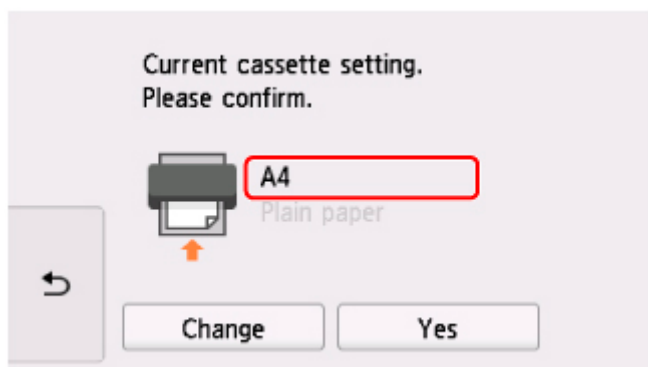 Current cassette setting.
Please confirm.
A4
Plain paper
Change
Yes